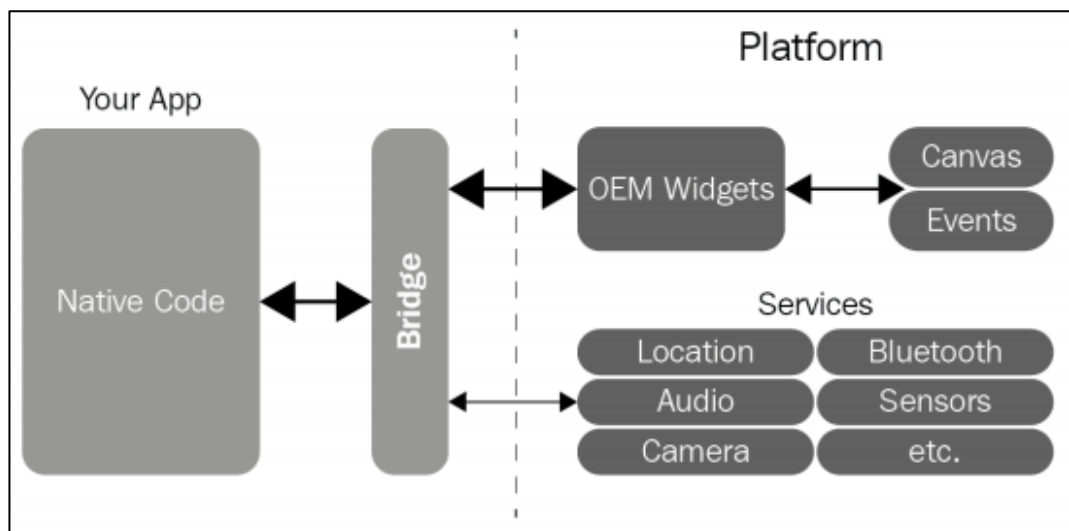 Platform
Your App
Native Code
Bridge
OEM Widgets
Canvas
Events
Services
Location
Bluetooth
Audio
Sensors
Camera
etc.